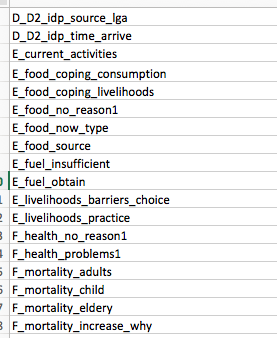 D_D2_idp_source_lga
D_D2_idp_time_arrive
E_current_activities
E_food_coping_consumption
E_food_coping_livelihoods
E_food_no_reason1
E_food_now_type
E_food_source
E_fuel_insufficient
E_fuel_obtain
E_livelihoods_barriers_choice
E_livelihoods_practice
F_health_no_reason1
F_health_problems1
F_mortality_adults
F_mortality_child
F_mortality_eldery
F_mortality_increase_why